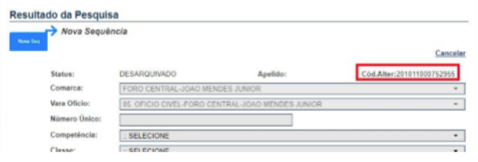 Resultado da Pesquisa
Nova Sequência
Nova Seq
Cancelar
Status: DESARQUIVADO Apelido: Cód.Alter:201011000752955
Comarca: FORO CENTRAL-JOAO MENDES JUNIOR
Vara Ofício: 05. OFICIO CIVEL-FORO CENTRAL-JOAO MENDES JUNIOR
Número Único:
Competência: :: SELECIONE
Classe: :: SELECIONE